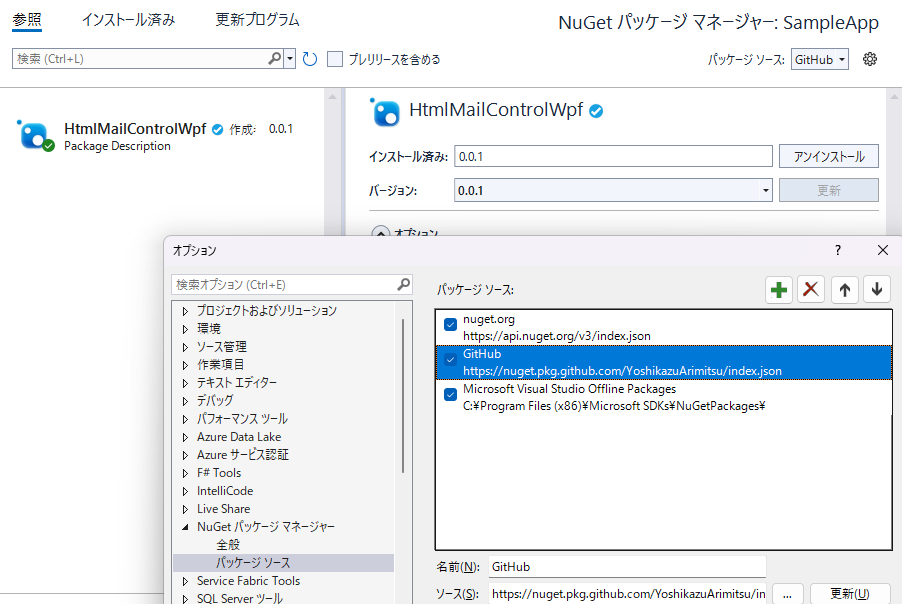 参照 インストール済み 更新プログラム NuGet パッケージ マネージャー: SampleApp
検索 (Ctrl+L) プレリリースを含める パッケージ ソース: GitHub
HtmlMailControlWpf 作成: 0.0.1
Package Description
HtmlMailControlWpf
インストール済み: 0.0.1 アンインストール
バージョン: 0.0.1 更新
オプション
オプション ?
検索オプション (Ctrl+E)
プロジェクトおよびソリューション
環境
ソース管理
作業項目
テキスト エディター
デバッグ
パフォーマンス ツール
Azure Data Lake
Azure サービス認証
F# Tools
IntelliCode
Live Share
NuGet パッケージ マネージャー
全般
パッケージ ソース
Service Fabric Tools
SQL Server ツール
パッケージ ソース:
nuget.org
https://api.nuget.org/v3/index.json
GitHub
https://nuget.pkg.github.com/YoshikazuArimitsu/index.json
Microsoft Visual Studio Offline Packages
C:¥Program Files (x86)¥Microsoft SDKs¥NuGetPackages¥
名前(N): GitHub
ソース(S): https://nuget.pkg.github.com/YoshikazuArimitsu/in ... 更新(U)